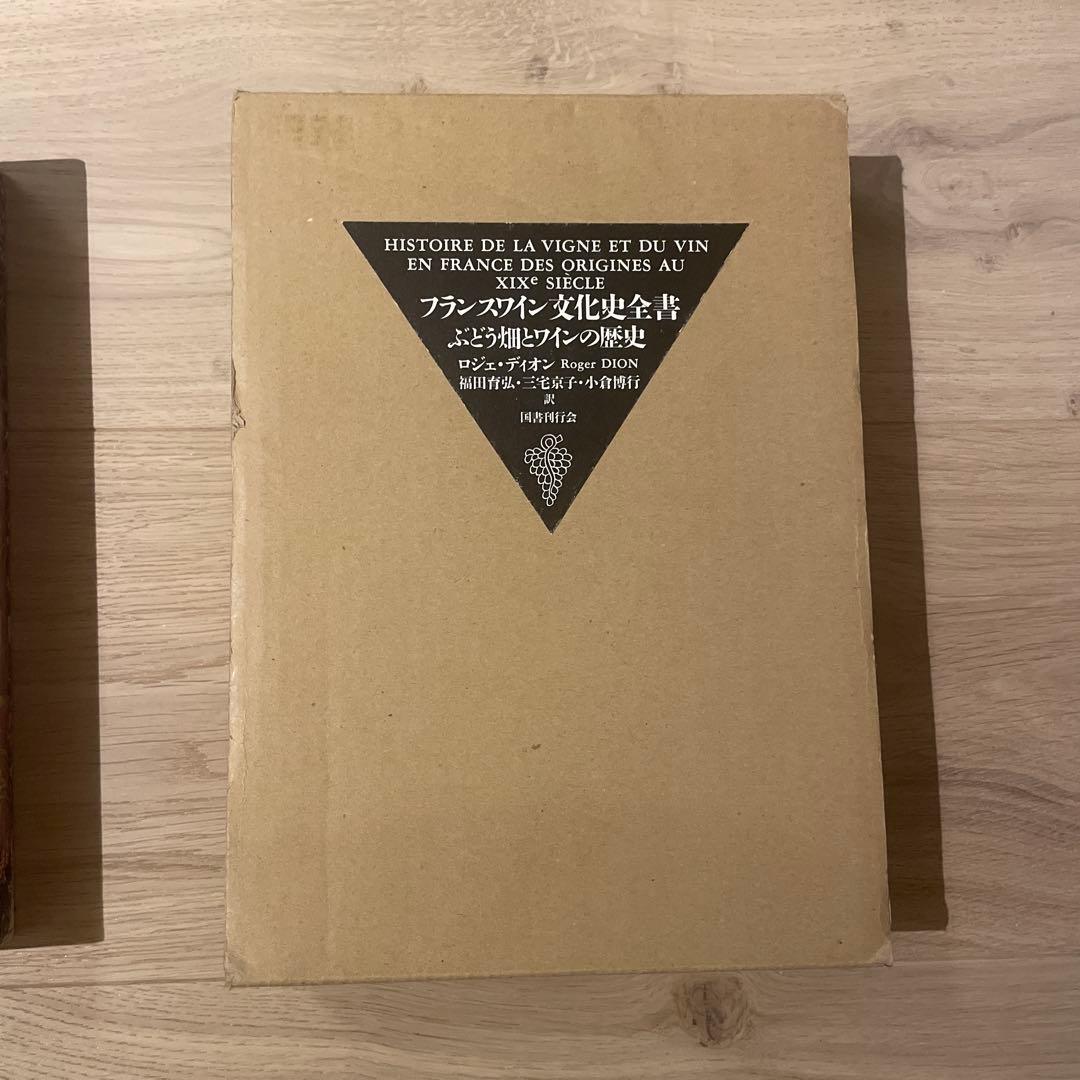 HISTOIRE DE LA VIGNE ET DU VIN
EN FRANCE DES ORIGINES AU
XIXe SIÈCLE
フランスワイン文化史全書
ぶどう畑とワインの歴史
ロジェ・ディオン Roger DION
福田育弘・三宅京子・小倉博行
訳
国書刊行会